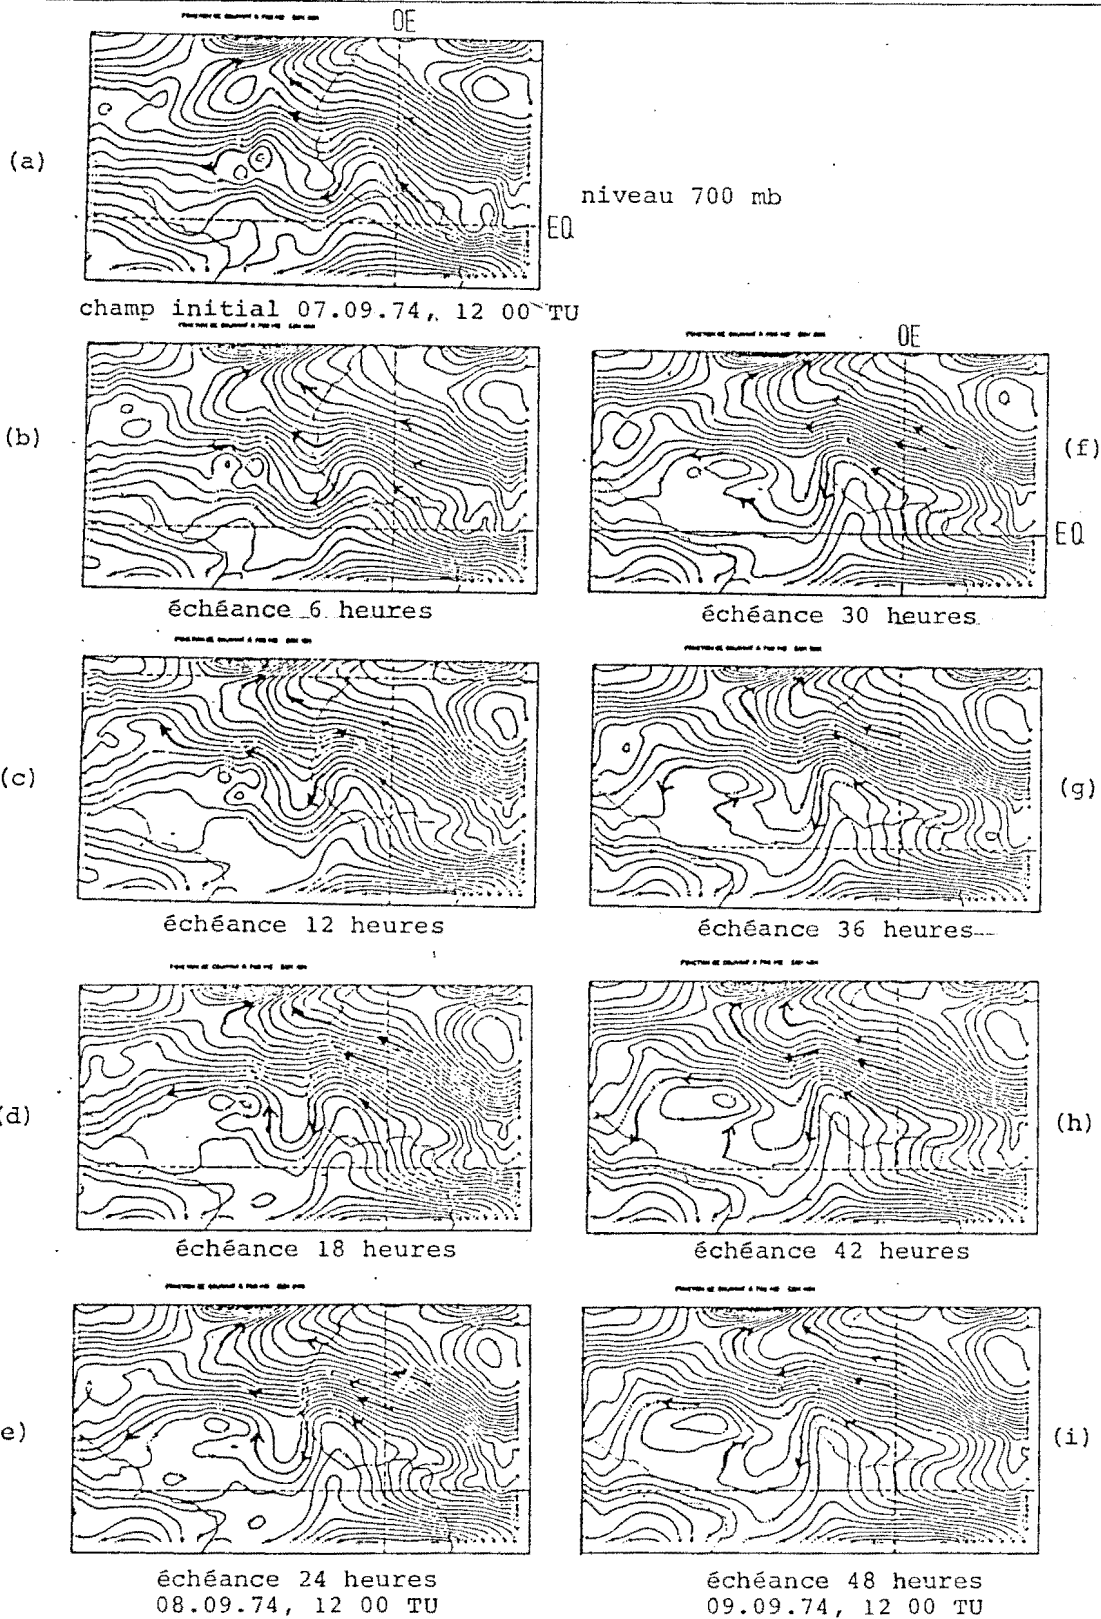 OE
(a)
niveau 700 mb
EQ
champ initial 07.09.74, 12 00 TU
(b)
échéance 6 heures
OE
(f)
EQ
échéance 30 heures
(c)
échéance 12 heures
(g)
échéance 36 heures
(d)
échéance 18 heures
(h)
échéance 42 heures
e)
échéance 24 heures
08.09.74, 12 00 TU
(i)
échéance 48 heures
09.09.74, 12 00 TU